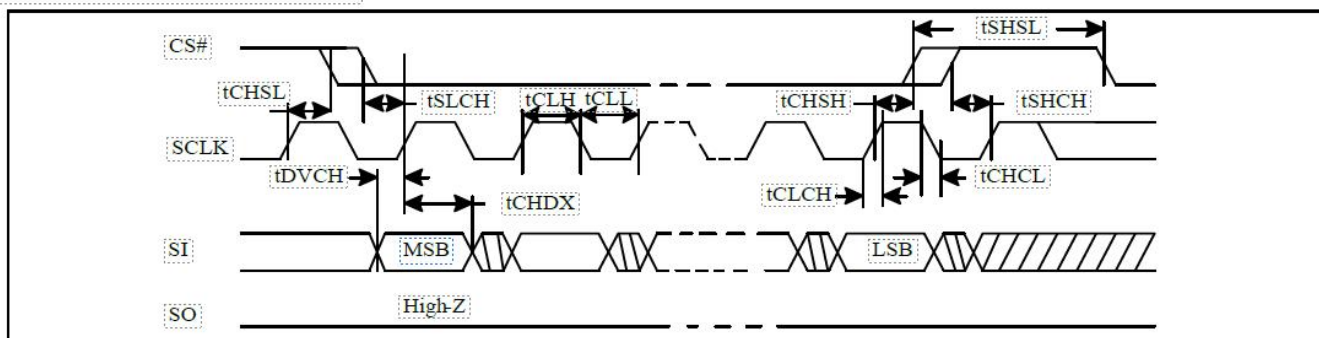 CS#
tSHSL
tCHSL
tSLCH
tCLH
tCLL
tCHSH
tSHCH
SCLK
tDVCH
tCHDX
tCLCH
tCHCL
SI
MSB
LSB
SO
High-Z